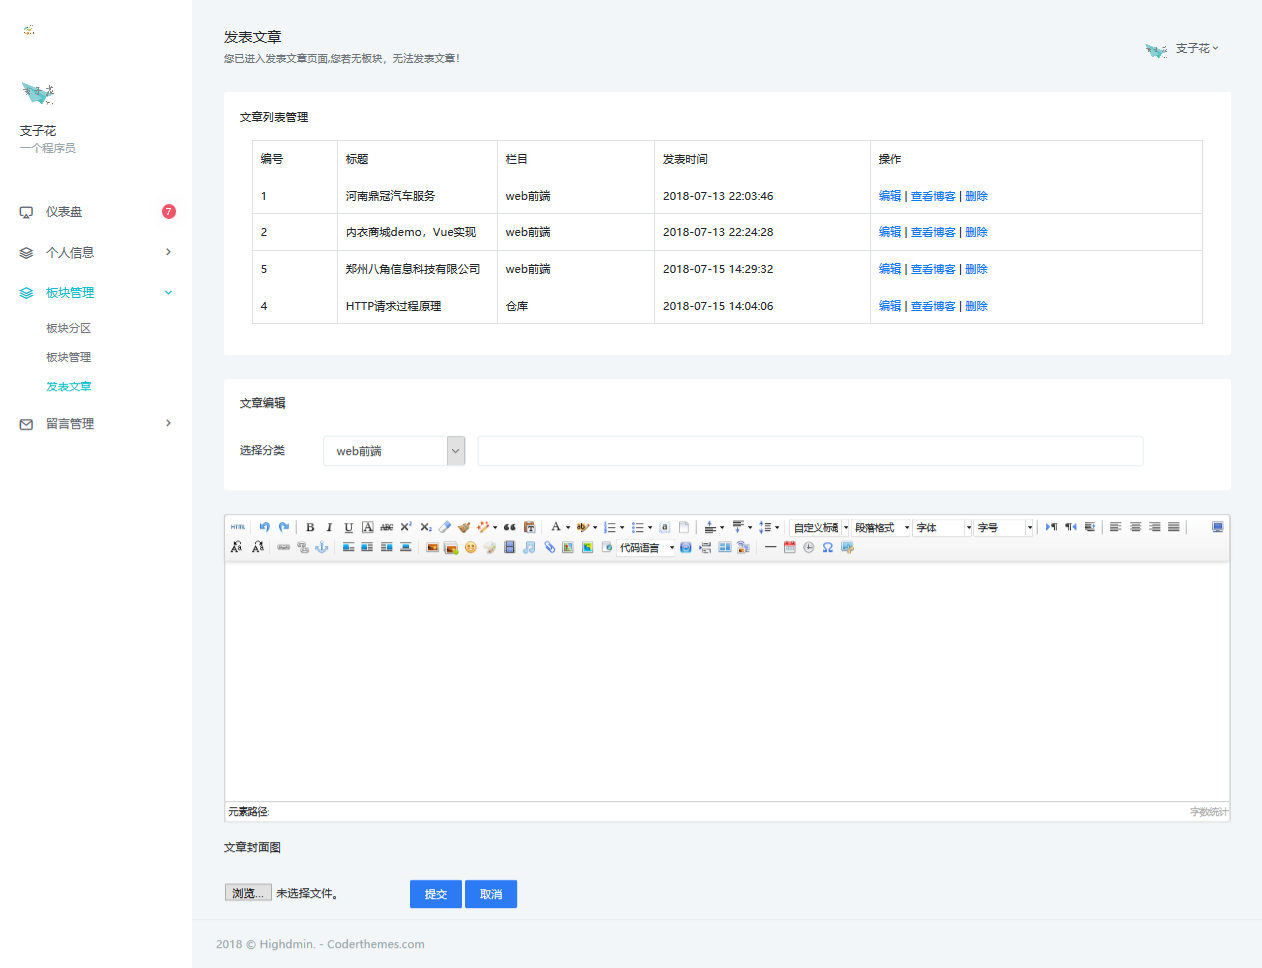 支子花
一个程序员
仪表盘 7
个人信息
板块管理
板块分区
板块管理
发表文章
留言管理
发表文章
您已进入发表文章页面,您若无板块，无法发表文章！
支子花
文章列表管理
编号 标题 栏目 发表时间 操作
1 河南鼎冠汽车服务 web前端 2018-07-13 22:03:46 编辑 | 查看博客 | 删除
2 内衣商城demo，Vue实现 web前端 2018-07-13 22:24:28 编辑 | 查看博客 | 删除
5 郑州八角信息科技有限公司 web前端 2018-07-15 14:29:32 编辑 | 查看博客 | 删除
4 HTTP请求过程原理 仓库 2018-07-15 14:04:06 编辑 | 查看博客 | 删除
文章编辑
选择分类 web前端
HTML B I U A ABC X² X₂ A a 自定义标题 段落格式 字体 字号
代码语言
元素路径: 字数统计
文章封面图
浏览... 未选择文件。 提交 取消
2018 © Highdmin. - Coderthemes.com